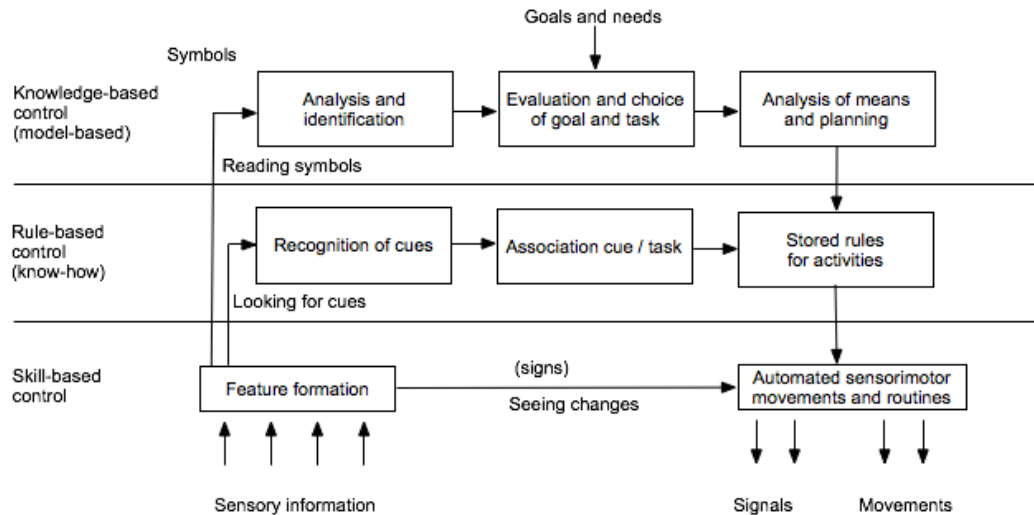 Goals and needs
Symbols
Knowledge-based
control
(model-based)
Analysis and
identification
Evaluation and choice
of goal and task
Analysis of means
and planning
Reading symbols
Rule-based
control
(know-how)
Recognition of cues
Association cue / task
Stored rules
for activities
Looking for cues
Skill-based
control
Feature formation
(signs)
Seeing changes
Automated sensorimotor
movements and routines
Sensory information
Signals
Movements